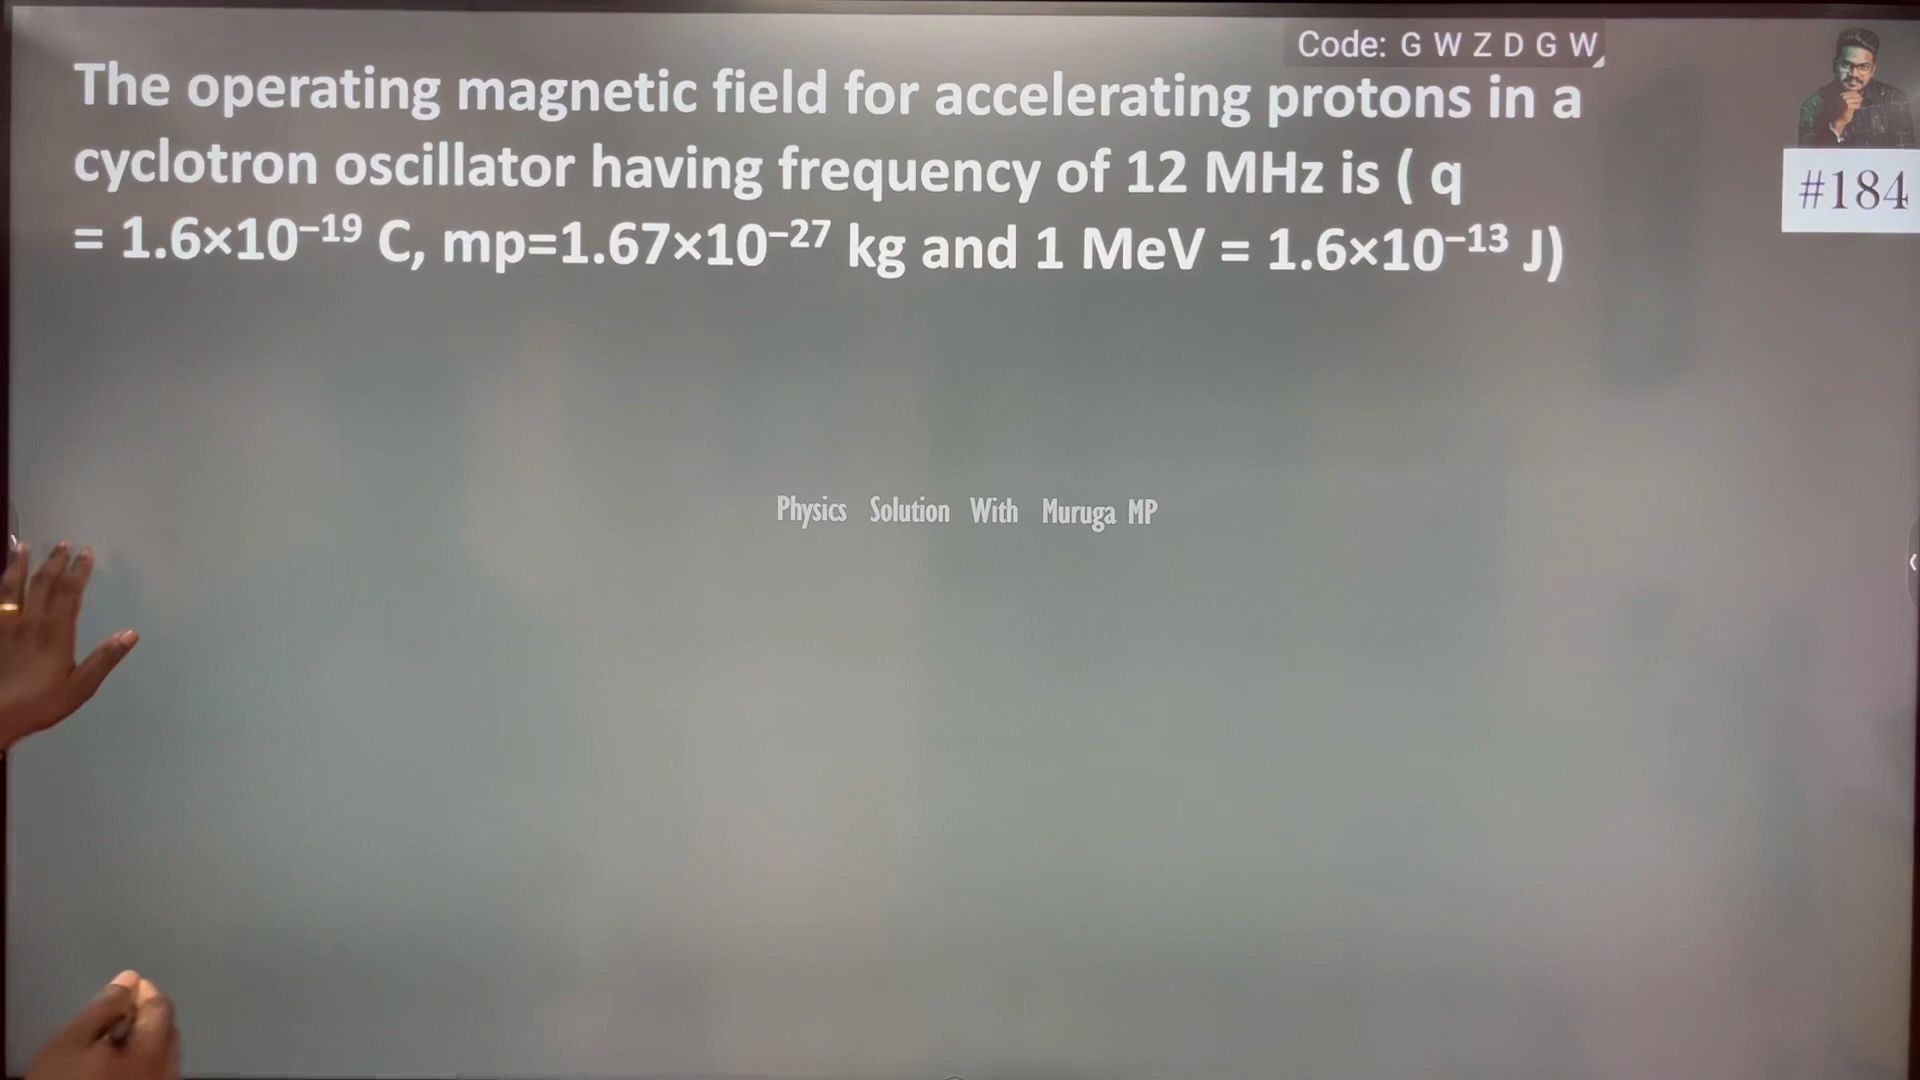 Code: G W Z D G W
The operating magnetic field for accelerating protons in a
cyclotron oscillator having frequency of 12 MHz is ( q
= 1.6×10⁻¹⁹ C, mp=1.67×10⁻²⁷ kg and 1 MeV = 1.6×10⁻¹³ J)
#184
Physics Solution With Muruga MP